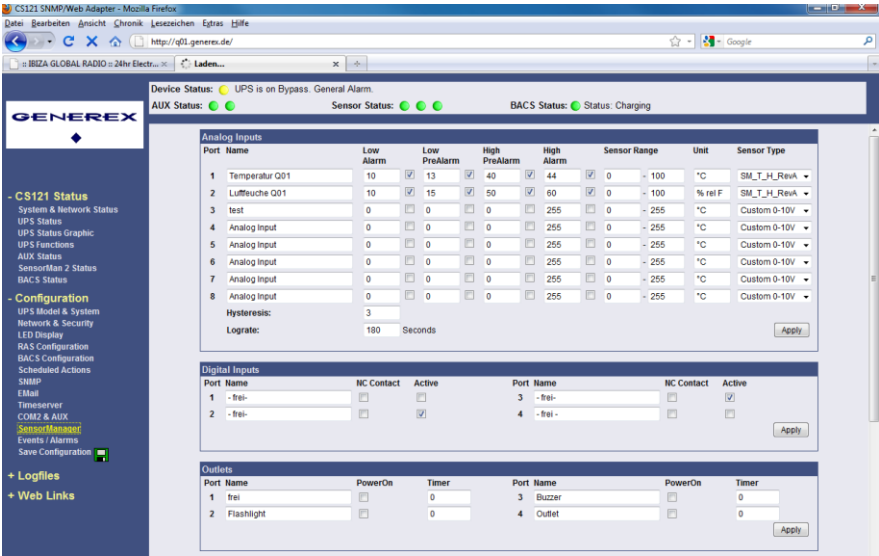 CS121 SNMP/Web Adapter - Mozilla Firefox
Datei Bearbeiten Ansicht Chronik Lesezeichen Extras Hilfe
http://q01.generex.de/
Google
:: IBIZA GLOBAL RADIO :: 24hr Electr...
Laden...
Device Status: UPS is on Bypass. General Alarm.
AUX Status: Sensor Status: BACS Status: Status: Charging
GENEREX
- CS121 Status
System & Network Status
UPS Status
UPS Status Graphic
UPS Functions
AUX Status
SensorMan 2 Status
BACS Status
- Configuration
UPS Model & System
Network & Security
LED Display
RAS Configuration
BACS Configuration
Scheduled Actions
SNMP
EMail
Timeserver
COM2 & AUX
SensorManager
Events / Alarms
Save Configuration
+ Logfiles
+ Web Links
Analog Inputs
Port Name Low Alarm Low PreAlarm High PreAlarm High Alarm Sensor Range Unit Sensor Type
1 Temperatur Q01 10 13 40 44 0 - 100 °C SM_T_H_RevA
2 Luftfeuche Q01 10 15 50 60 0 - 100 % rel F SM_T_H_RevA
3 test 0 0 0 255 0 - 255 °C Custom 0-10V
4 Analog Input 0 0 0 255 0 - 255 °C Custom 0-10V
5 Analog Input 0 0 0 255 0 - 255 °C Custom 0-10V
6 Analog Input 0 0 0 255 0 - 255 °C Custom 0-10V
7 Analog Input 0 0 0 255 0 - 255 °C Custom 0-10V
8 Analog Input 0 0 0 255 0 - 255 °C Custom 0-10V
Hysteresis: 3
Lograte: 180 Seconds
Apply
Digital Inputs
Port Name NC Contact Active Port Name NC Contact Active
1 - frei- 3 - frei-
2 - frei- 4 - frei -
Apply
Outlets
Port Name PowerOn Timer Port Name PowerOn Timer
1 frei 0 3 Buzzer 0
2 Flashlight 0 4 Outlet 0
Apply